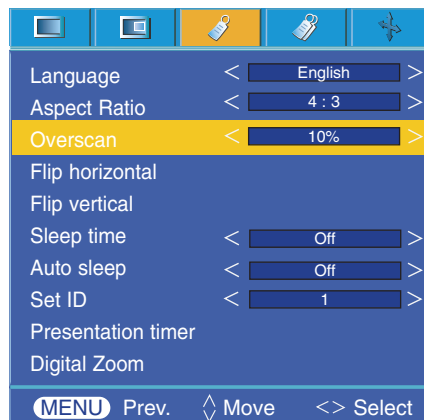 Language < English >
Aspect Ratio < 4 : 3 >
Overscan < 10% >
Flip horizontal
Flip vertical
Sleep time < Off >
Auto sleep < Off >
Set ID < 1 >
Presentation timer
Digital Zoom
MENU Prev. Move <> Select